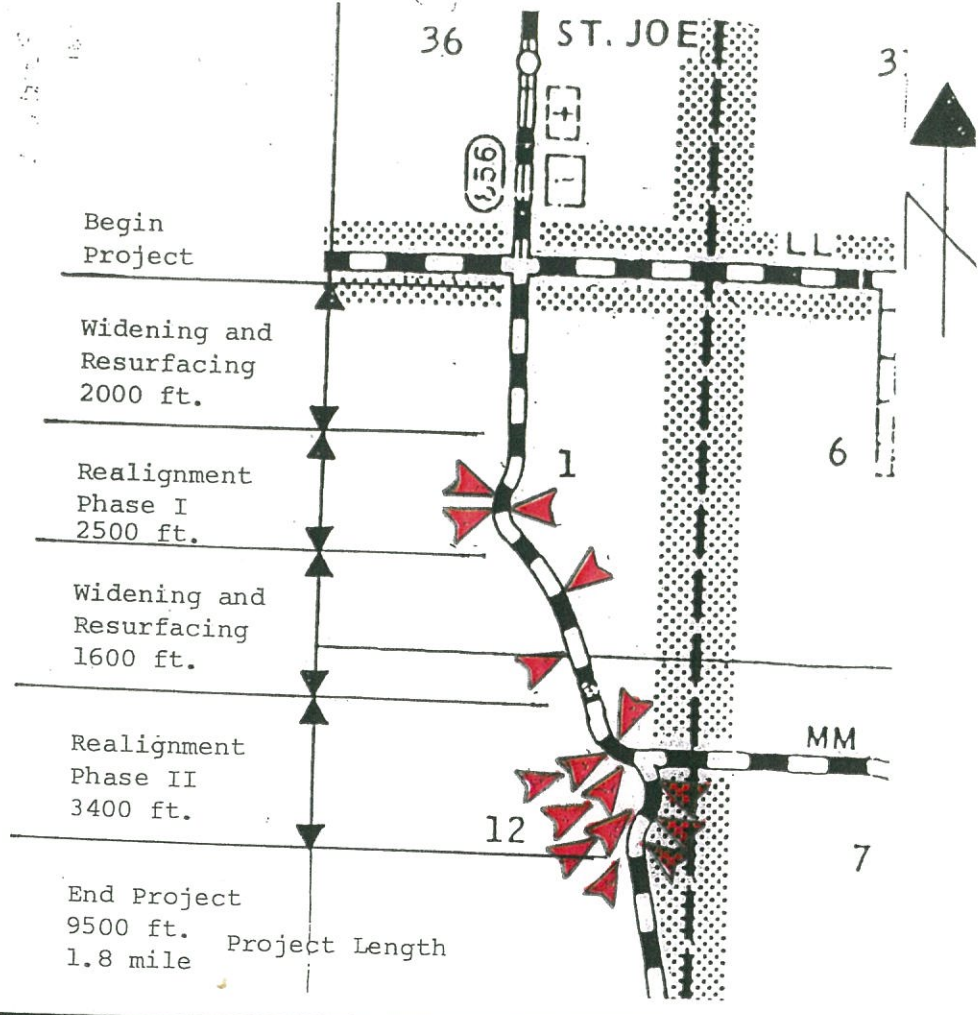 36
ST. JOE
3
Begin
Project
LL
Widening and
Resurfacing
2000 ft.
1
6
Realignment
Phase I
2500 ft.
Widening and
Resurfacing
1600 ft.
MM
Realignment
Phase II
3400 ft.
12
7
End Project
9500 ft.
1.8 mile
Project Length